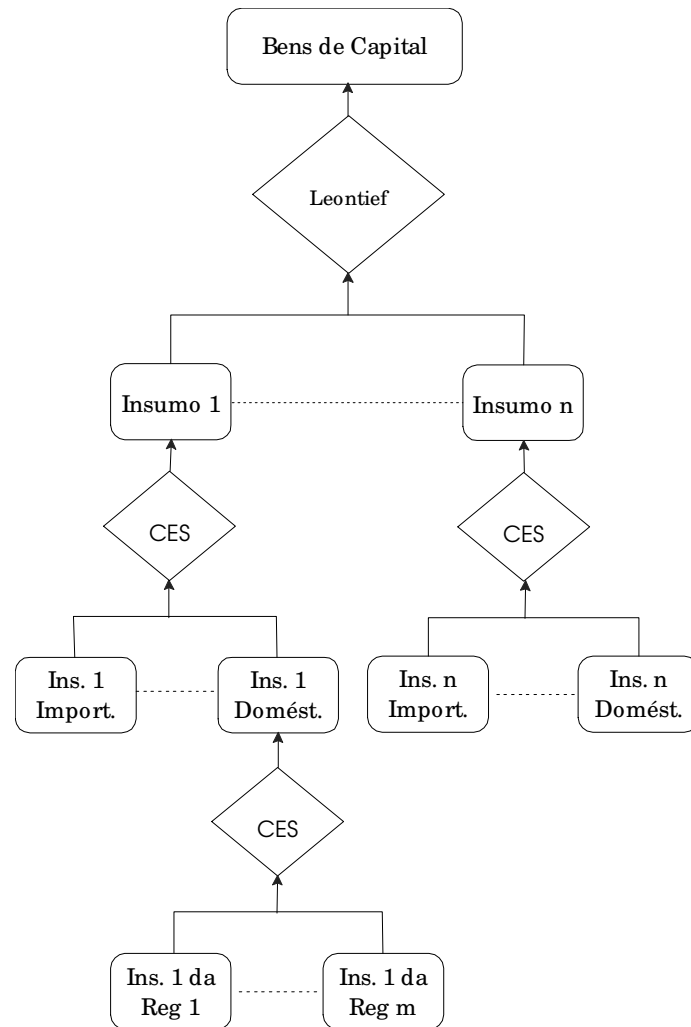 Bens de Capital
Leontief
Insumo 1
Insumo n
CES
CES
Ins. 1
Import.
Ins. 1
Domést.
Ins. n
Import.
Ins. n
Domést.
CES
Ins. 1 da
Reg 1
Ins. 1 da
Reg m